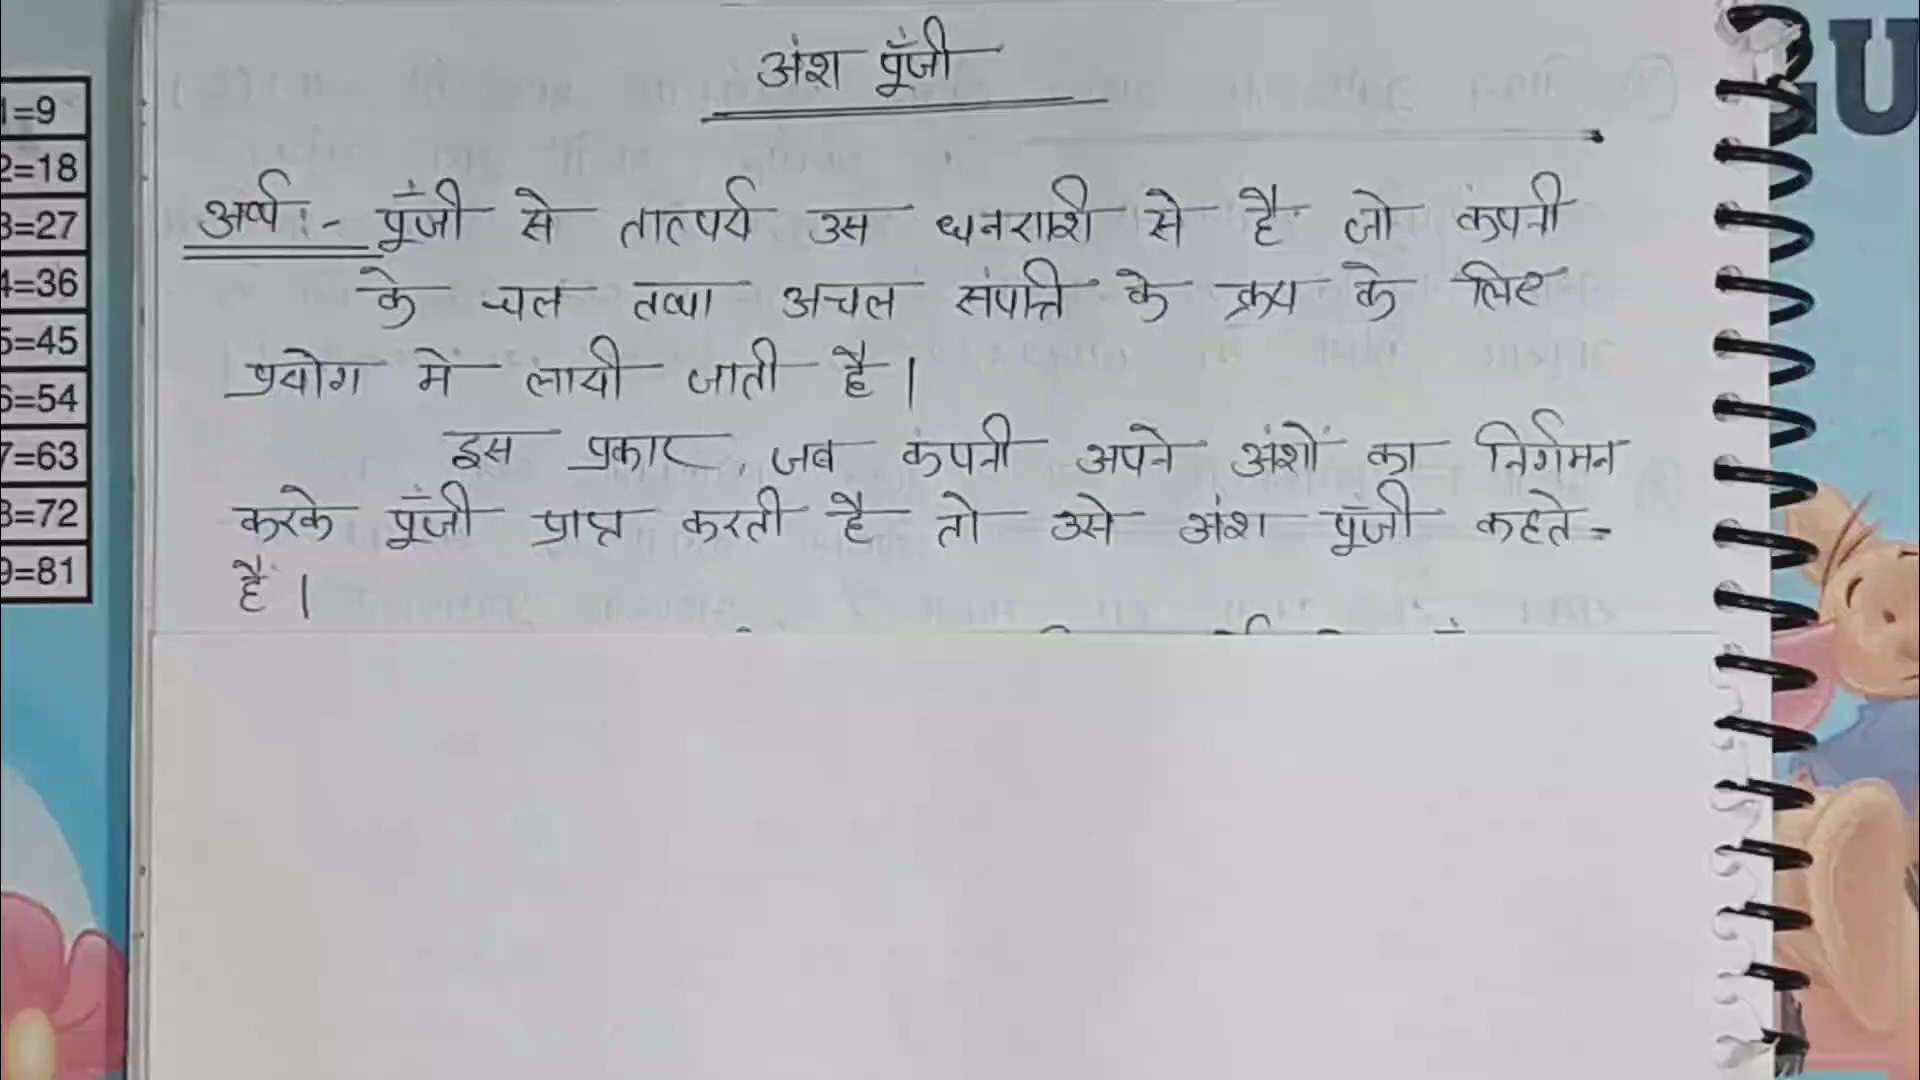 अंश पूँजी
अर्थ :- पूँजी से तात्पर्य उस धनराशि से है जो कंपनी
के चल तथा अचल संपत्ति के क्रय के लिए
प्रयोग में लायी जाती है।
इस प्रकार, जब कंपनी अपने अंशों का निर्गमन
करके पूँजी प्राप्त करती है तो उसे अंश पूँजी कहते-
हैं।
1=9
2=18
3=27
4=36
5=45
6=54
7=63
8=72
9=81